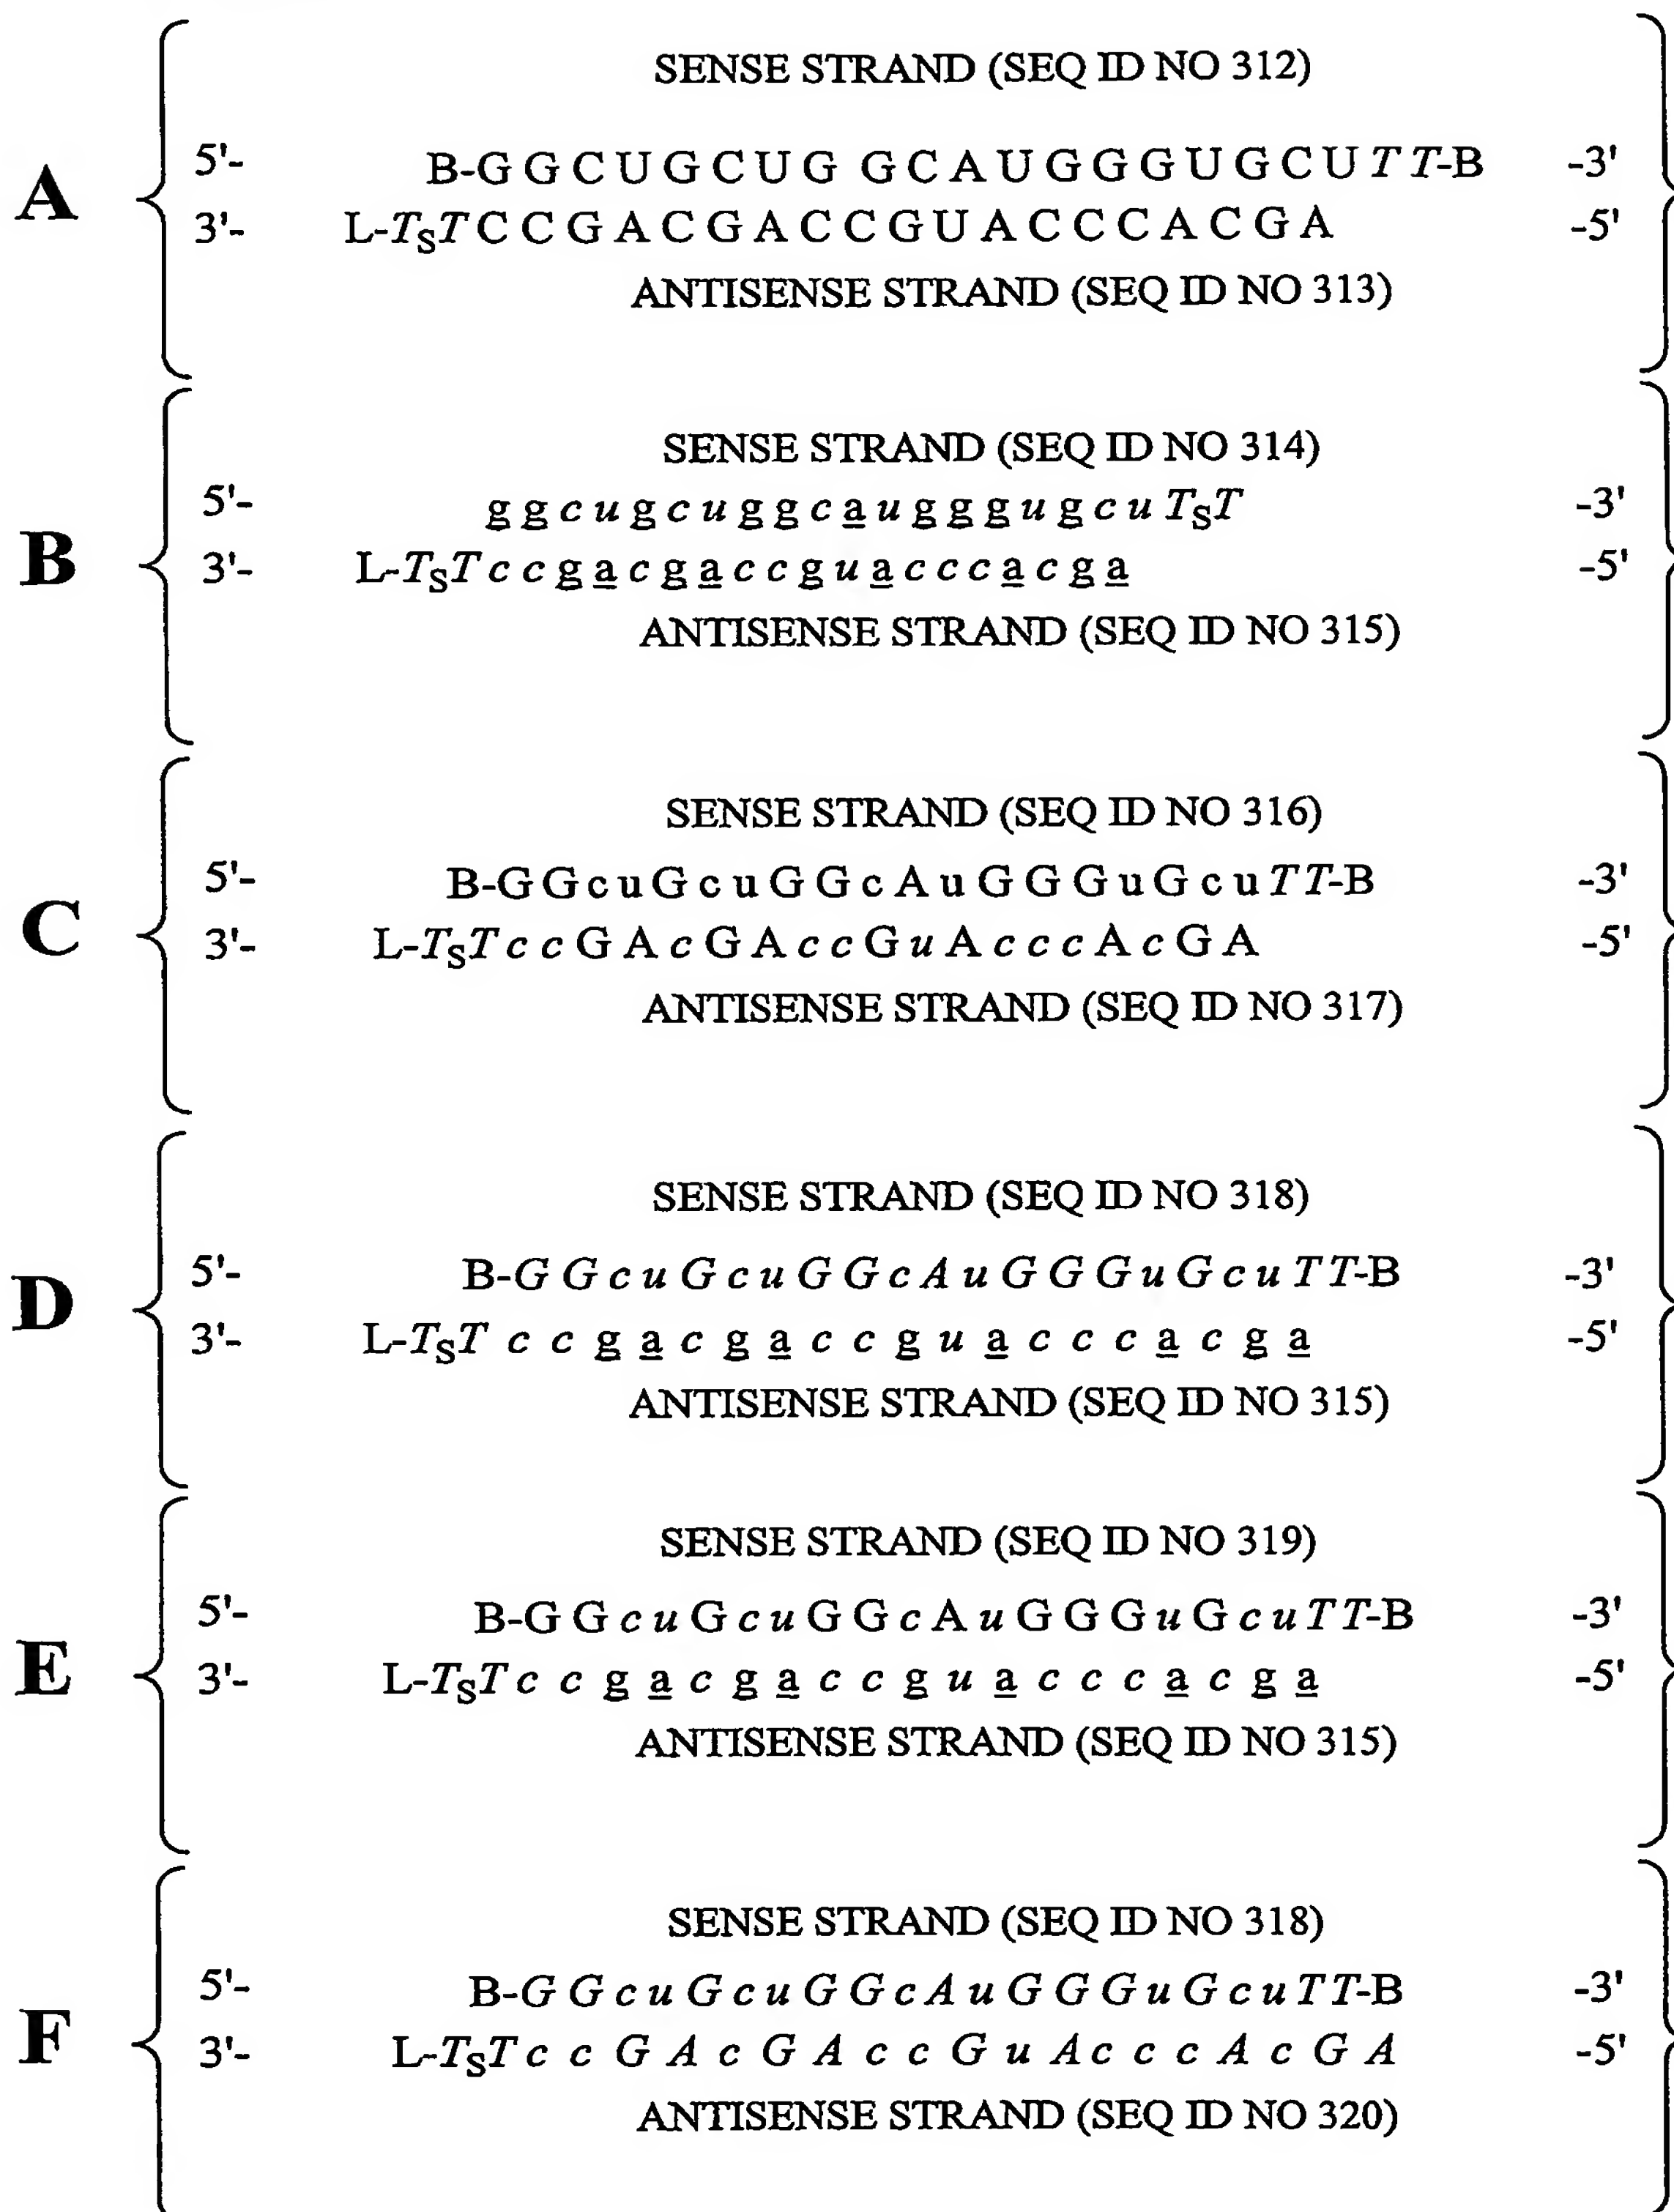 SENSE STRAND (SEQ ID NO 312)
A
5'- B-G G C U G C U G G C A U G G G U G C U T T-B -3'
3'- L-TST C C G A C G A C C G U A C C C A C G A -5'
ANTISENSE STRAND (SEQ ID NO 313)
SENSE STRAND (SEQ ID NO 314)
B
5'- g g c u g c u g g c a u g g g u g c u TST -3'
3'- L-TST c c g a c g a c c g u a c c c a c g a -5'
ANTISENSE STRAND (SEQ ID NO 315)
SENSE STRAND (SEQ ID NO 316)
C
5'- B-G G c u G c u G G c A u G G G u G c u T T-B -3'
3'- L-TST c c G A c G A c c G u A c c c A c G A -5'
ANTISENSE STRAND (SEQ ID NO 317)
SENSE STRAND (SEQ ID NO 318)
D
5'- B-G G c u G c u G G c A u G G G u G c u T T-B -3'
3'- L-TST c c g a c g a c c g u a c c c a c g a -5'
ANTISENSE STRAND (SEQ ID NO 315)
SENSE STRAND (SEQ ID NO 319)
E
5'- B-G G c u G c u G G c A u G G G u G c u T T-B -3'
3'- L-TST c c g a c g a c c g u a c c c a c g a -5'
ANTISENSE STRAND (SEQ ID NO 315)
SENSE STRAND (SEQ ID NO 318)
F
5'- B-G G c u G c u G G c A u G G G u G c u T T-B -3'
3'- L-TST c c G A c G A c c G u A c c c A c G A -5'
ANTISENSE STRAND (SEQ ID NO 320)